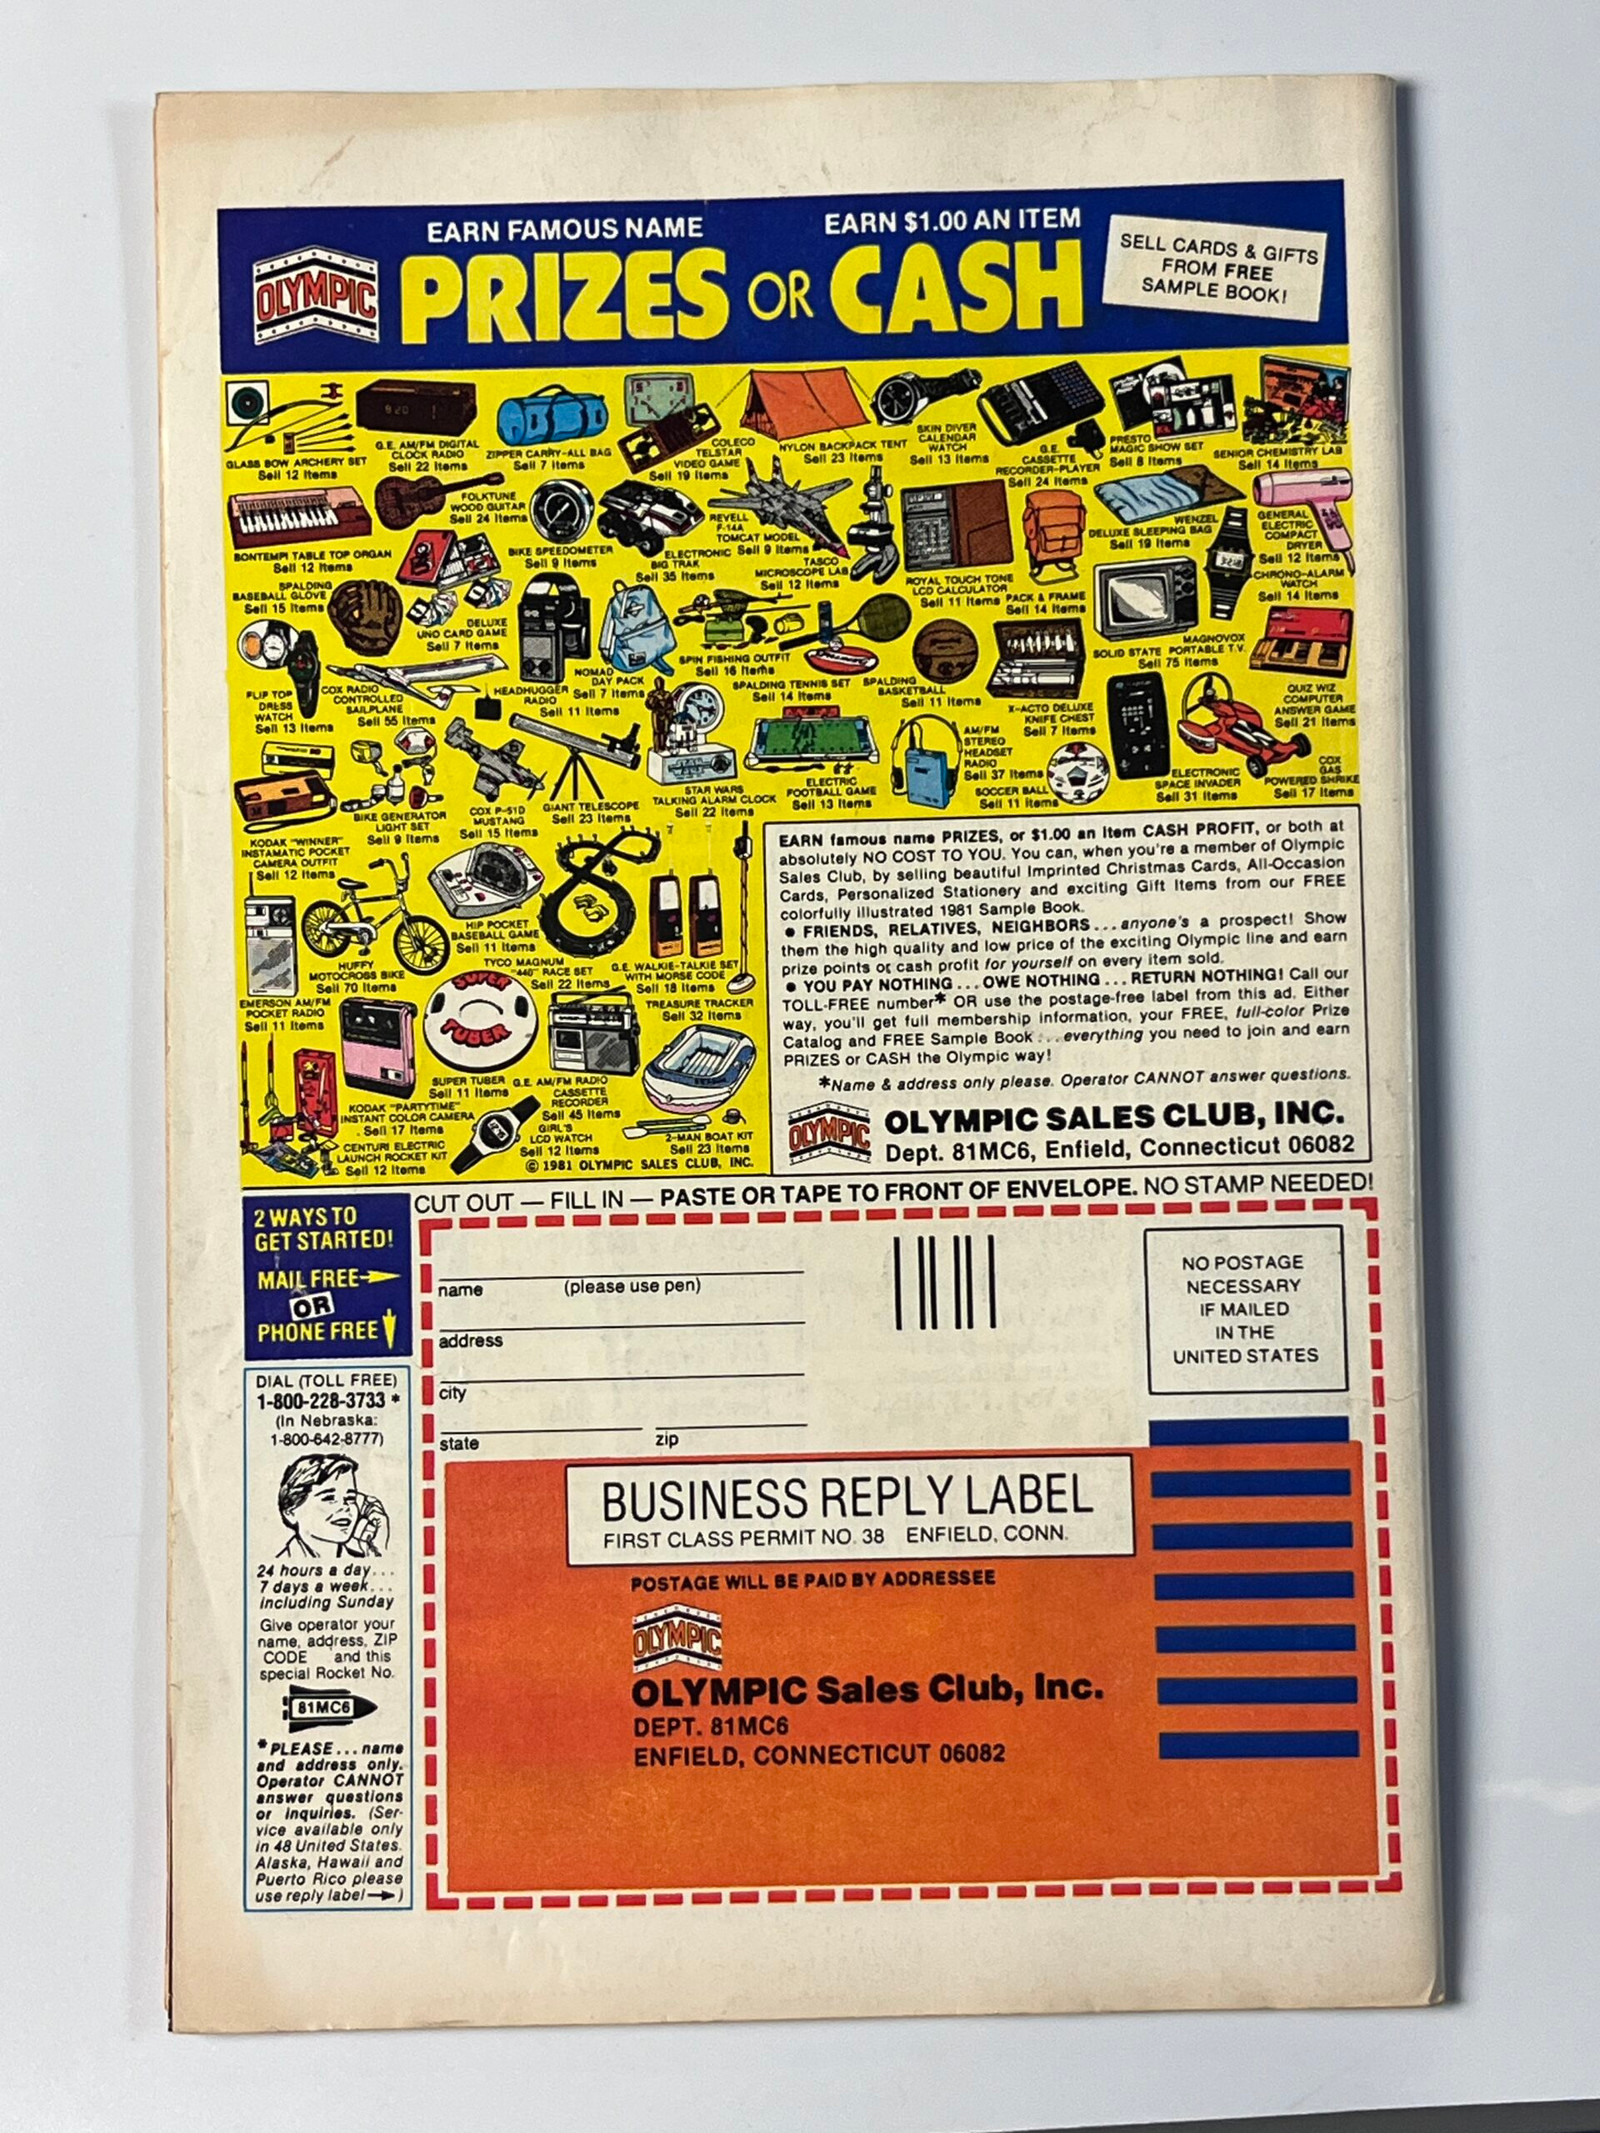 EARN FAMOUS NAME
PRIZES OR CASH
EARN $1.00 AN ITEM
SELL CARDS & GIFTS
FROM FREE
SAMPLE BOOK!
OLYMPIC
GLASS BOW ARCHERY SET
Sell 12 Items
G.E. AM/FM DIGITAL
CLOCK RADIO
Sell 22 Items
ZIPPER CARRY-ALL BAG
Sell 7 Items
COLECO
TELSTAR
VIDEO GAME
Sell 19 Items
NYLON BACKPACK TENT
Sell 23 Items
SKIN DIVER
CALENDAR
WATCH
Sell 13 Items
G.E.
CASSETTE
RECORDER-PLAYER
Sell 24 Items
PRESTO
MAGIC SHOW SET
Sell 8 Items
SENIOR CHEMISTRY LAB
Sell 14 Items
BONTEMPI TABLE TOP ORGAN
Sell 12 Items
FOLKTUNE
WOOD GUITAR
Sell 24 Items
BIKE SPEEDOMETER
Sell 9 Items
ELECTRONIC
BIG TRAK
Sell 35 Items
REVELL
F-14A
TOMCAT MODEL
Sell 9 Items
TASCO
MICROSCOPE LAB
Sell 12 Items
ROYAL TOUCH TONE
LCD CALCULATOR
Sell 11 Items
PACK & FRAME
Sell 14 Items
WENZEL
DELUXE SLEEPING BAG
Sell 19 Items
GENERAL
ELECTRIC
COMPACT
DRYER
Sell 12 Items
CHRONO-ALARM
WATCH
Sell 14 Items
SPALDING
BASEBALL GLOVE
Sell 15 Items
DELUXE
UNO CARD GAME
Sell 7 Items
HEADHUGGER
RADIO
Sell 11 Items
NOMAD
DAY PACK
Sell 7 Items
SPIN FISHING OUTFIT
Sell 16 Items
SPALDING TENNIS SET
Sell 14 Items
SPALDING
BASKETBALL
Sell 11 Items
X-ACTO DELUXE
KNIFE CHEST
Sell 7 Items
MAGNOVOX
SOLID STATE PORTABLE T.V.
Sell 75 Items
QUIZ WIZ
COMPUTER
ANSWER GAME
Sell 21 Items
FLIP TOP
DRESS
WATCH
Sell 13 Items
COX RADIO
CONTROLLED
SAILPLANE
Sell 55 Items
KODAK "WINNER"
INSTAMATIC POCKET
CAMERA OUTFIT
Sell 12 Items
BIKE GENERATOR
LIGHT SET
Sell 9 Items
COX P-51D
MUSTANG
Sell 15 Items
GIANT TELESCOPE
Sell 23 Items
STAR WARS
TALKING ALARM CLOCK
Sell 22 Items
ELECTRIC
FOOTBALL GAME
Sell 13 Items
AM/FM
STEREO
HEADSET
RADIO
Sell 37 Items
SOCCER BALL
Sell 11 Items
ELECTRONIC
SPACE INVADER
Sell 31 Items
COX
GAS
POWERED SHRIKE
Sell 17 Items
EMERSON AM/FM
POCKET RADIO
Sell 11 Items
HUFFY
MOTOCROSS BIKE
Sell 70 Items
HIP POCKET
BASEBALL GAME
Sell 11 Items
TYCO MAGNUM
"440" RACE SET
Sell 22 Items
G.E. WALKIE-TALKIE SET
WITH MORSE CODE
Sell 18 Items
TREASURE TRACKER
Sell 32 Items
SUPER
TUBER
KODAK "PARTYTIME"
INSTANT COLOR CAMERA
Sell 17 Items
SUPER TUBER
Sell 11 Items
G.E. AM/FM RADIO
CASSETTE
RECORDER
Sell 45 Items
CENTURI ELECTRIC
LAUNCH ROCKET KIT
Sell 12 Items
GIRL'S
LCD WATCH
Sell 12 Items
2-MAN BOAT KIT
Sell 23 Items
© 1981 OLYMPIC SALES CLUB, INC.
EARN famous name PRIZES, or $1.00 an item CASH PROFIT, or both at
absolutely NO COST TO YOU. You can, when you're a member of Olympic
Sales Club, by selling beautiful Imprinted Christmas Cards, All-Occasion
Cards, Personalized Stationery and exciting Gift Items from our FREE
colorfully illustrated 1981 Sample Book.
● FRIENDS, RELATIVES, NEIGHBORS...anyone's a prospect! Show
them the high quality and low price of the exciting Olympic line and earn
prize points or cash profit for yourself on every item sold.
● YOU PAY NOTHING...OWE NOTHING...RETURN NOTHING! Call our
TOLL-FREE number* OR use the postage-free label from this ad. Either
way, you'll get full membership information, your FREE, full-color Prize
Catalog and FREE Sample Book...everything you need to join and earn
PRIZES or CASH the Olympic way!
*Name & address only please. Operator CANNOT answer questions.
OLYMPIC
OLYMPIC SALES CLUB, INC.
Dept. 81MC6, Enfield, Connecticut 06082
CUT OUT — FILL IN — PASTE OR TAPE TO FRONT OF ENVELOPE. NO STAMP NEEDED!
2 WAYS TO
GET STARTED!
MAIL FREE
OR
PHONE FREE
DIAL (TOLL FREE)
1-800-228-3733 *
(In Nebraska:
1-800-642-8777)
24 hours a day...
7 days a week...
including Sunday
Give operator your
name, address, ZIP
CODE and this
special Rocket No.
81MC6
*PLEASE...name
and address only.
Operator CANNOT
answer questions
or inquiries. (Ser-
vice available only
in 48 United States.
Alaska, Hawaii and
Puerto Rico please
use reply label → )
name (please use pen)
address
city
state zip
NO POSTAGE
NECESSARY
IF MAILED
IN THE
UNITED STATES
BUSINESS REPLY LABEL
FIRST CLASS PERMIT NO. 38 ENFIELD, CONN.
POSTAGE WILL BE PAID BY ADDRESSEE
OLYMPIC
OLYMPIC Sales Club, Inc.
DEPT. 81MC6
ENFIELD, CONNECTICUT 06082